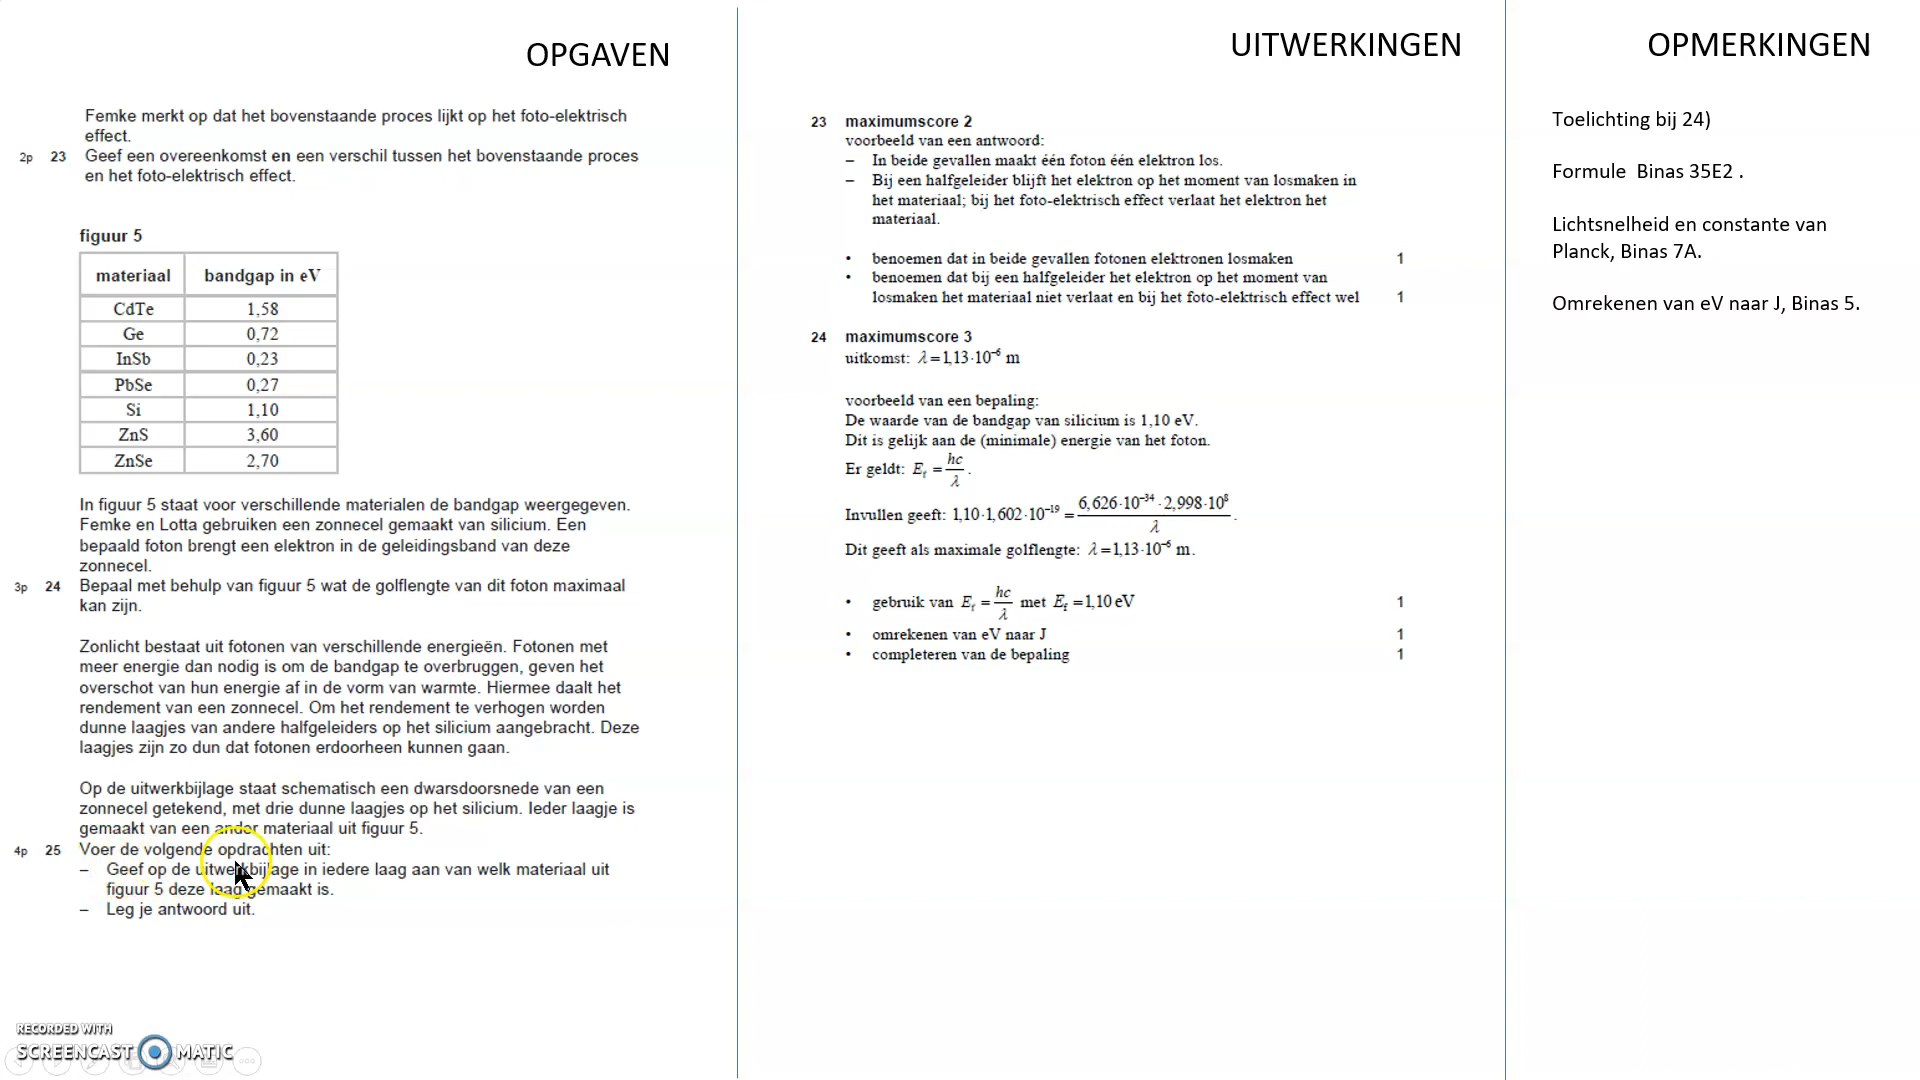 OPGAVEN
Femke merkt op dat het bovenstaande proces lijkt op het foto-elektrisch
effect.
2p 23 Geef een overeenkomst en een verschil tussen het bovenstaande proces
en het foto-elektrisch effect.
figuur 5
materiaal bandgap in eV
CdTe 1,58
Ge 0,72
InSb 0,23
PbSe 0,27
Si 1,10
ZnS 3,60
ZnSe 2,70
In figuur 5 staat voor verschillende materialen de bandgap weergegeven.
Femke en Lotta gebruiken een zonnecel gemaakt van silicium. Een
bepaald foton brengt een elektron in de geleidingsband van deze
zonnecel.
3p 24 Bepaal met behulp van figuur 5 wat de golflengte van dit foton maximaal
kan zijn.
Zonlicht bestaat uit fotonen van verschillende energieën. Fotonen met
meer energie dan nodig is om de bandgap te overbruggen, geven het
overschot van hun energie af in de vorm van warmte. Hiermee daalt het
rendement van een zonnecel. Om het rendement te verhogen worden
dunne laagjes van andere halfgeleiders op het silicium aangebracht. Deze
laagjes zijn zo dun dat fotonen erdoorheen kunnen gaan.
Op de uitwerkbijlage staat schematisch een dwarsdoorsnede van een
zonnecel getekend, met drie dunne laagjes op het silicium. Ieder laagje is
gemaakt van een ander materiaal uit figuur 5.
4p 25 Voer de volgende opdrachten uit:
– Geef op de uitwerkbijlage in iedere laag aan van welk materiaal uit
figuur 5 deze laag gemaakt is.
– Leg je antwoord uit.
RECORDED WITH
SCREENCAST MATIC
UITWERKINGEN
23 maximumscore 2
voorbeeld van een antwoord:
– In beide gevallen maakt één foton één elektron los.
– Bij een halfgeleider blijft het elektron op het moment van losmaken in
het materiaal; bij het foto-elektrisch effect verlaat het elektron het
materiaal.
• benoemen dat in beide gevallen fotonen elektronen losmaken 1
• benoemen dat bij een halfgeleider het elektron op het moment van
losmaken het materiaal niet verlaat en bij het foto-elektrisch effect wel 1
24 maximumscore 3
uitkomst: λ = 1,13·10⁻⁶ m
voorbeeld van een bepaling:
De waarde van de bandgap van silicium is 1,10 eV.
Dit is gelijk aan de (minimale) energie van het foton.
Er geldt: E_f = hc/λ.
Invullen geeft: 1,10·1,602·10⁻¹⁹ = 6,626·10⁻³⁴·2,998·10⁸/λ.
Dit geeft als maximale golflengte: λ = 1,13·10⁻⁶ m.
• gebruik van E_f = hc/λ met E_f = 1,10 eV 1
• omrekenen van eV naar J 1
• completeren van de bepaling 1
OPMERKINGEN
Toelichting bij 24)
Formule Binas 35E2 .
Lichtsnelheid en constante van
Planck, Binas 7A.
Omrekenen van eV naar J, Binas 5.